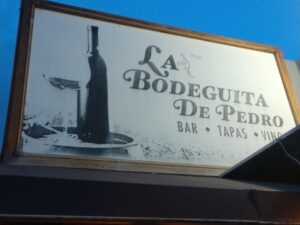 La
Bodeguita
De Pedro
BAR • TAPAS • VINO